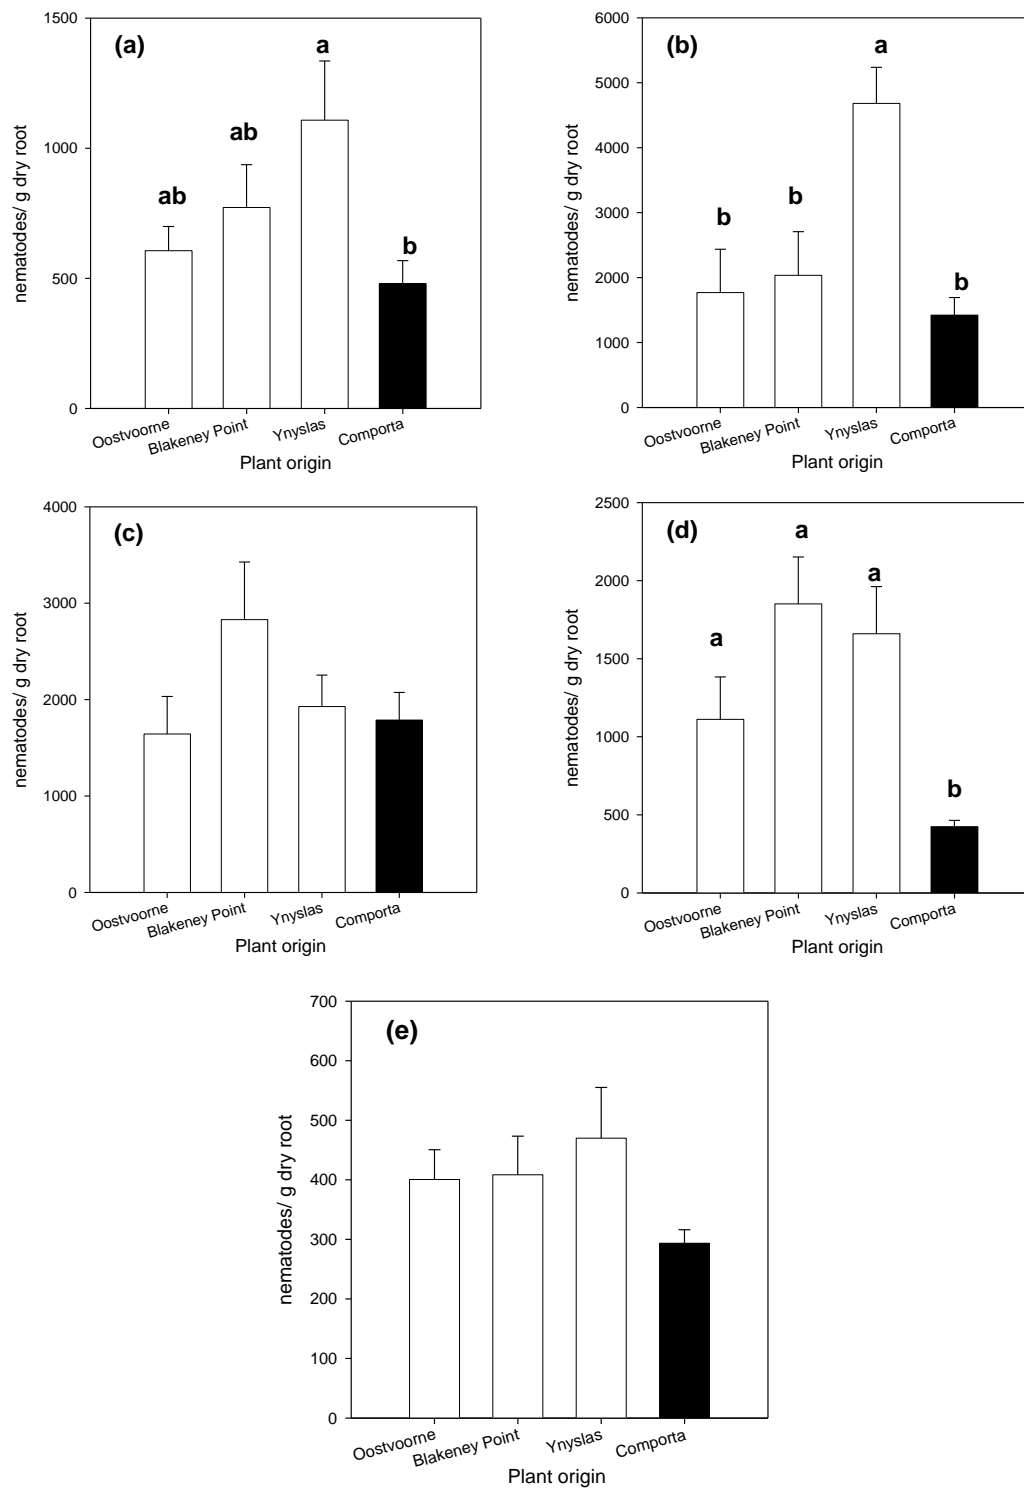 (a)
a
ab
ab
b
1500
1000
500
0
nematodes/ g dry root
Oostvoorne
Blakeney Point
Ynyslas
Comporta
Plant origin
(b)
a
b
b
b
6000
5000
4000
3000
2000
1000
0
nematodes/ g dry root
Oostvoorne
Blakeney Point
Ynyslas
Comporta
Plant origin
(c)
4000
3000
2000
1000
0
nematodes/ g dry root
Oostvoorne
Blakeney Point
Ynyslas
Comporta
Plant origin
(d)
a
a
a
b
2500
2000
1500
1000
500
0
nematodes/ g dry root
Oostvoorne
Blakeney Point
Ynyslas
Comporta
Plant origin
(e)
700
600
500
400
300
200
100
0
nematodes/ g dry root
Oostvoorne
Blakeney Point
Ynyslas
Comporta
Plant origin